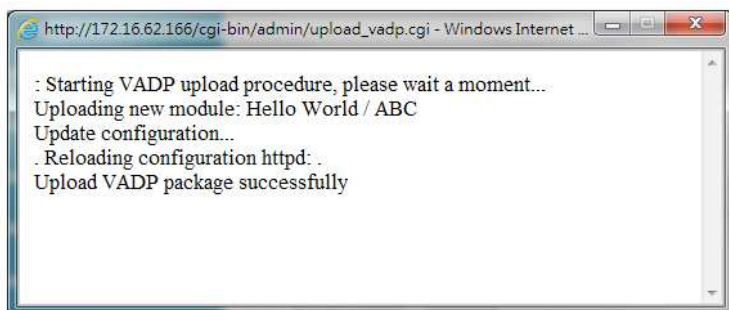 http://172.16.62.166/cgi-bin/admin/upload_vadp.cgi - Windows Internet ...
: Starting VADP upload procedure, please wait a moment...
Uploading new module: Hello World / ABC
Update configuration...
. Reloading configuration httpd: .
Upload VADP package successfully